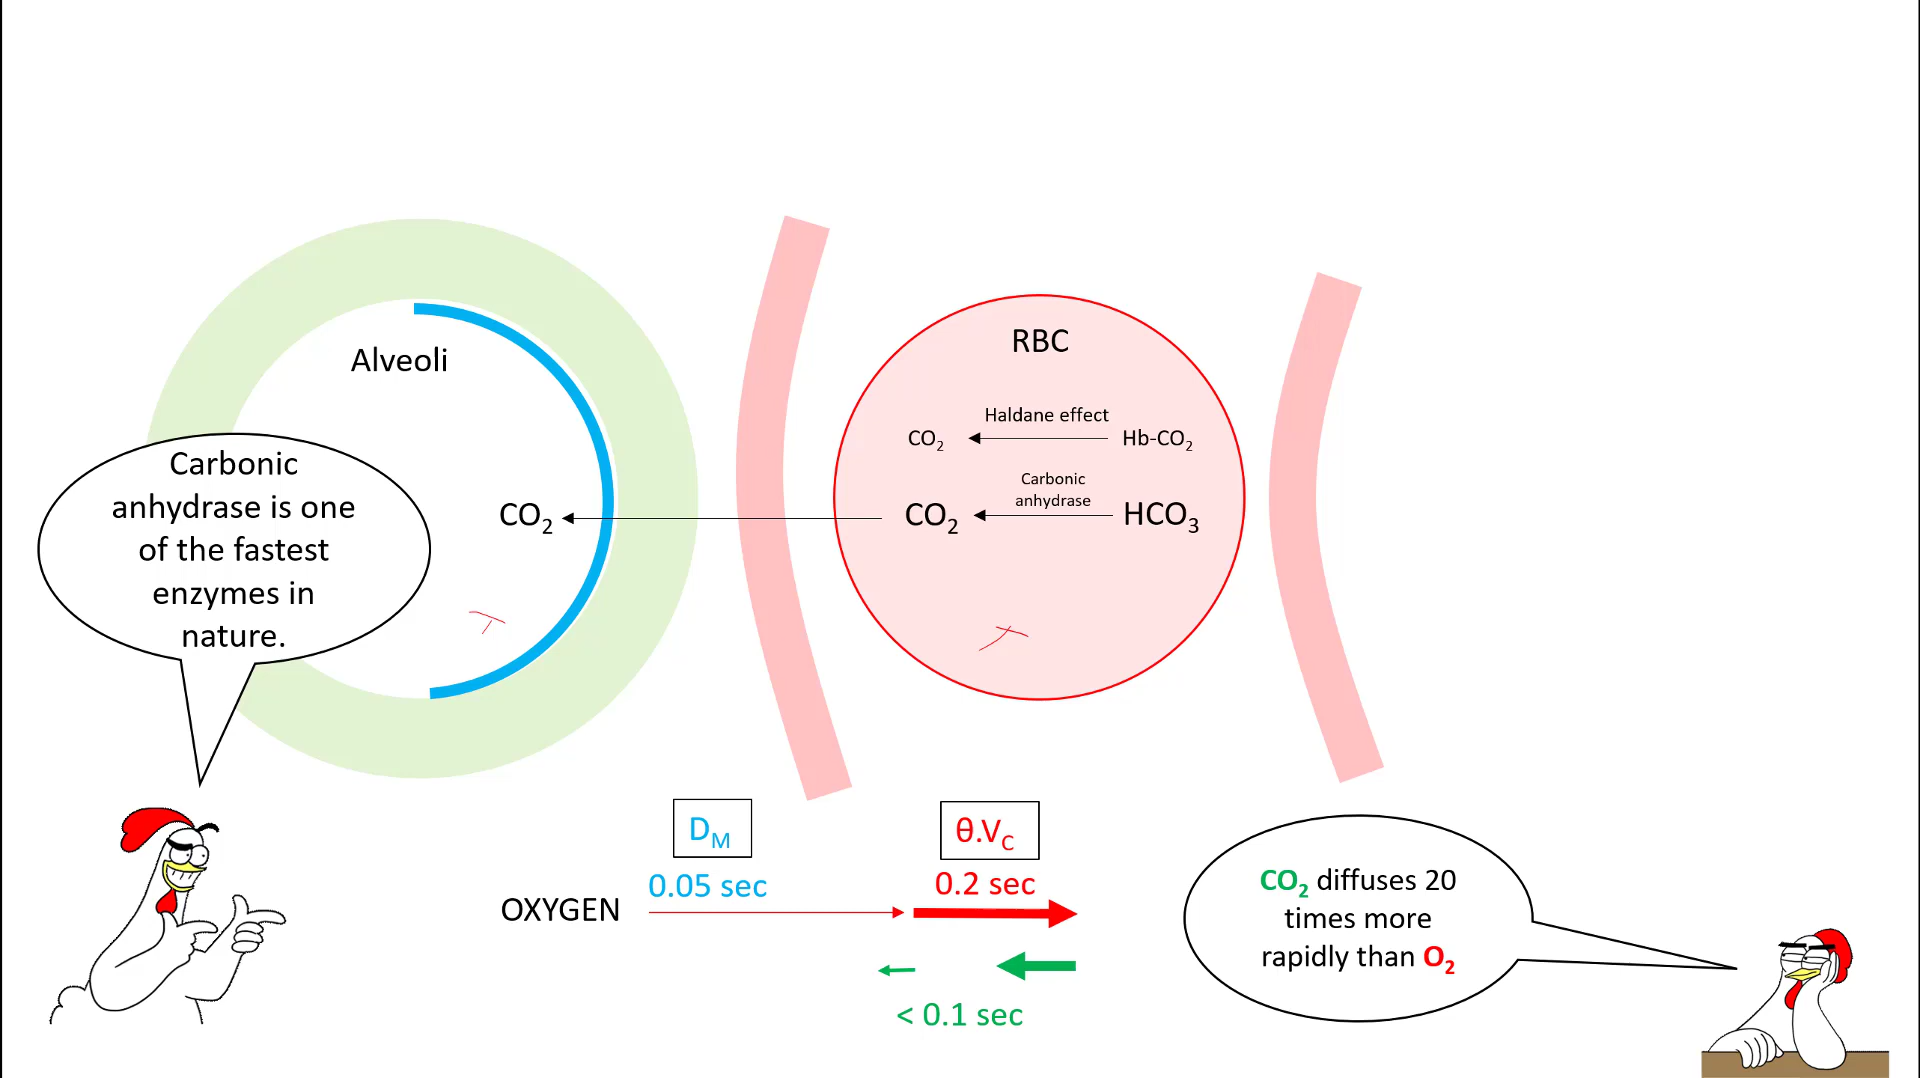 Alveoli
RBC
Haldane effect
CO₂
Hb-CO₂
Carbonic
anhydrase
CO₂
CO₂
HCO₃
Carbonic
anhydrase is one
of the fastest
enzymes in
nature.
D_M
θ.V_C
0.05 sec
0.2 sec
OXYGEN
< 0.1 sec
CO₂ diffuses 20
times more
rapidly than O₂